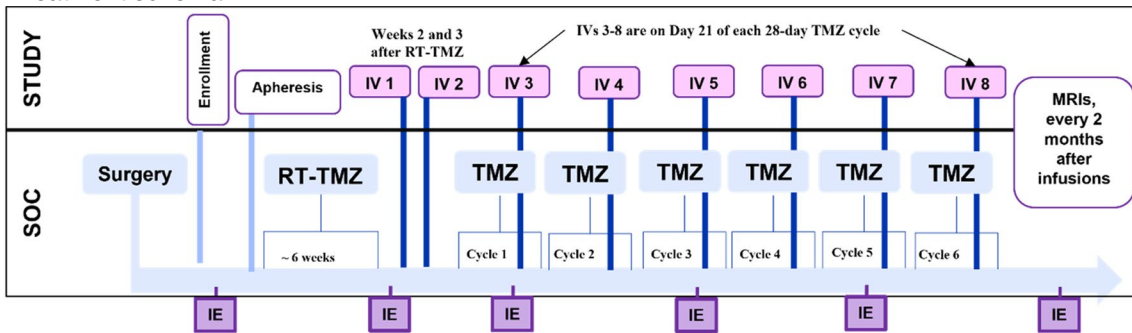 STUDY
Enrollment
Apheresis
Weeks 2 and 3
after RT-TMZ
IVs 3-8 are on Day 21 of each 28-day TMZ cycle
IV 1
IV 2
IV 3
IV 4
IV 5
IV 6
IV 7
IV 8
MRIs,
every 2
months
after
infusions
SOC
Surgery
RT-TMZ
TMZ
TMZ
TMZ
TMZ
TMZ
TMZ
~ 6 weeks
Cycle 1
Cycle 2
Cycle 3
Cycle 4
Cycle 5
Cycle 6
IE
IE
IE
IE
IE
IE